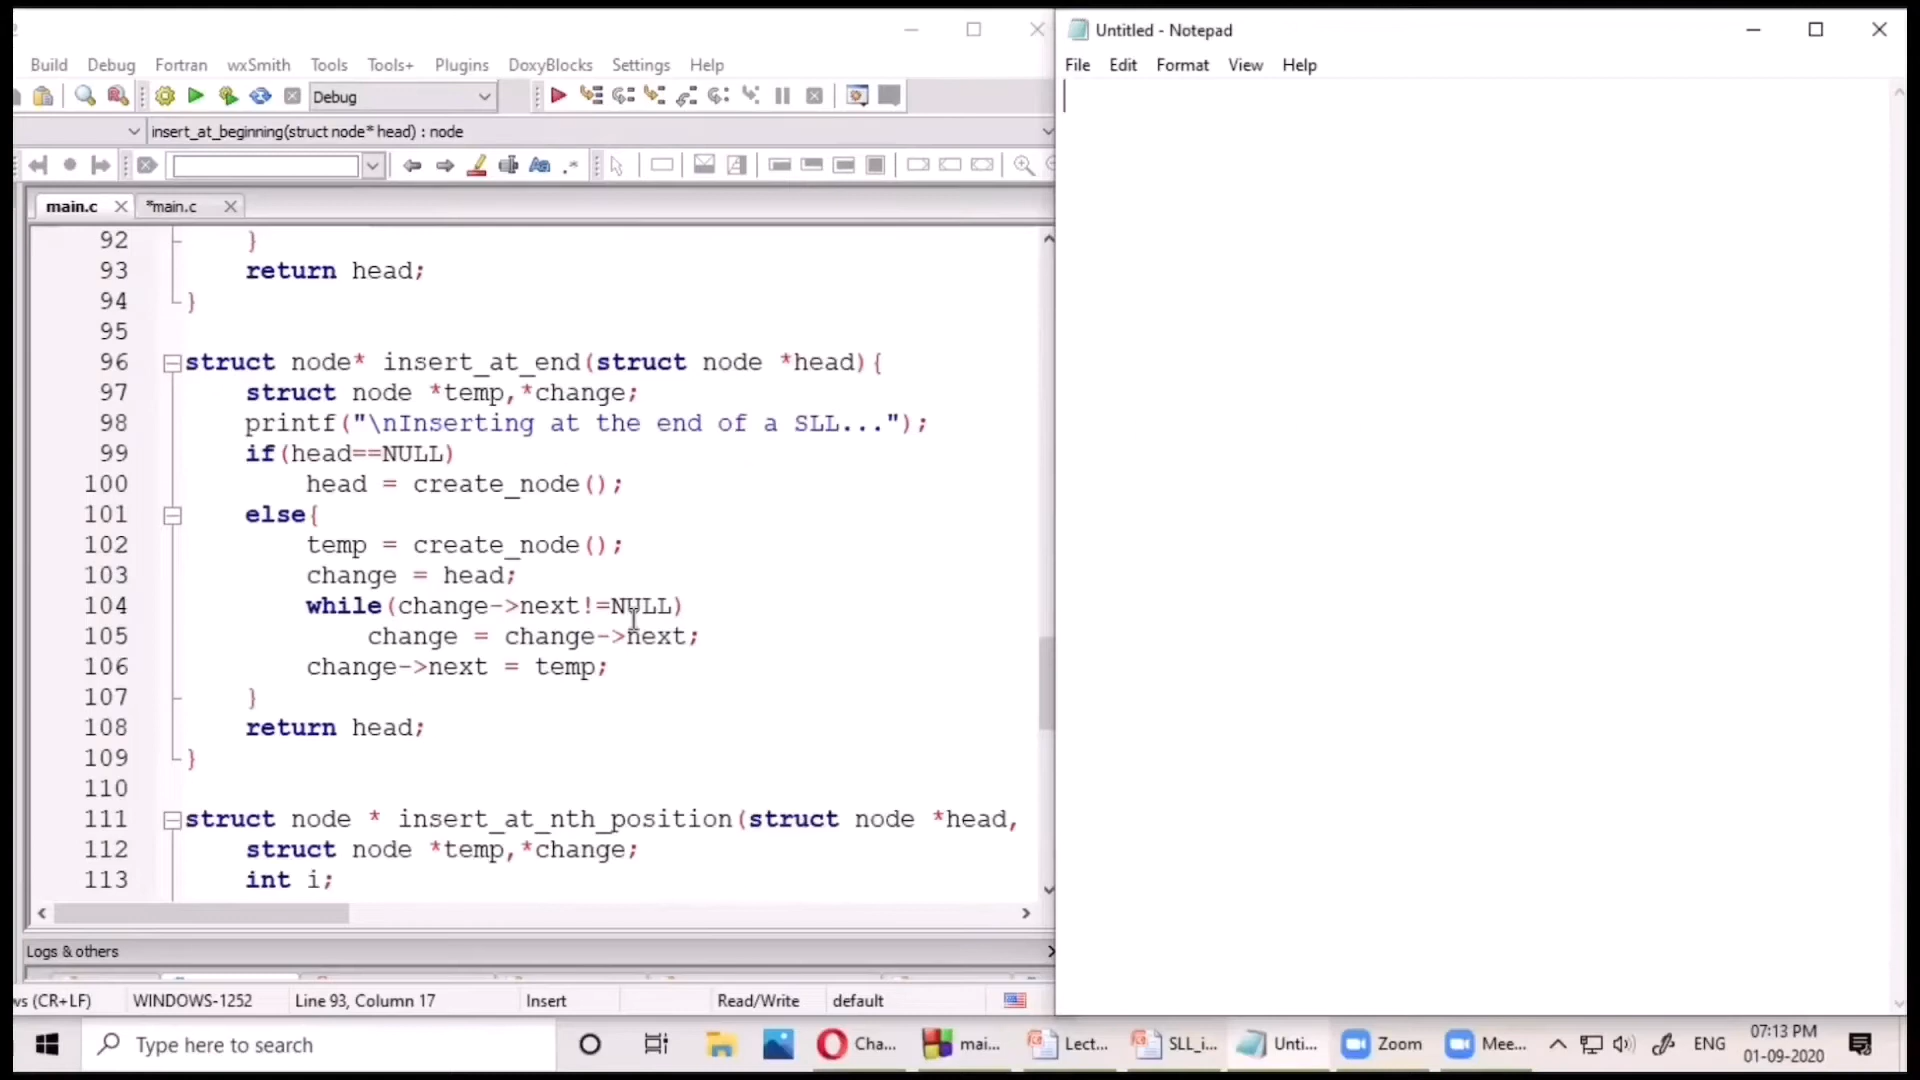 Untitled - Notepad
Build Debug Fortran wxSmith Tools Tools+ Plugins DoxyBlocks Settings Help
File Edit Format View Help
Debug
insert_at_beginning(struct node* head) : node
main.c *main.c
92 }
93 return head;
94 }
95
96 struct node* insert_at_end(struct node *head){
97 struct node *temp,*change;
98 printf("\nInserting at the end of a SLL...");
99 if(head==NULL)
100 head = create_node();
101 else{
102 temp = create_node();
103 change = head;
104 while(change->next!=NULL)
105 change = change->next;
106 change->next = temp;
107 }
108 return head;
109 }
110
111 struct node * insert_at_nth_position(struct node *head,
112 struct node *temp,*change;
113 int i;
Logs & others
ws (CR+LF) WINDOWS-1252 Line 93, Column 17 Insert Read/Write default
Type here to search Cha... mai... Lect... SLL_i... Unti... Zoom Mee... ENG 07:13 PM
01-09-2020